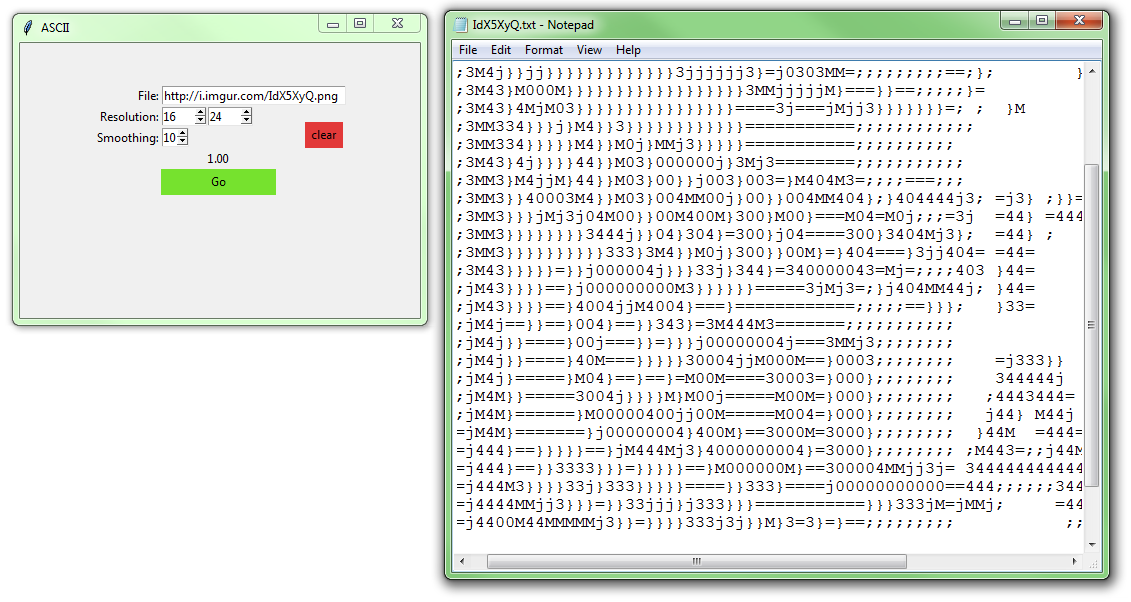 ASCII
File: http://i.imgur.com/IdX5XyQ.png
Resolution: 16 24
Smoothing: 10
clear
1.00
Go
IdX5XyQ.txt - Notepad
File Edit Format View Help
;3M4j}}jj}}}}}}}}}}}}}3jjjjjj3}=j0303MM=;;;;;;;;;==;};         }
;3M43}M000M}}}}}}}}}}}}}}}}}}3MMjjjjjM}===}}==;;;;;}=
;3M43}4MjM03}}}}}}}}}}}}}}}}}}}====3j===jMjj3}}}}}}}=; ;  }M
;3MM334}}}j}M4}}3}}}}}}}}}}}}===========;;;;;;;;;;;;
;3MM334}}}}}M4}}M0j}MMj3}}}}}===========;;;;;;;;;;
;3M43}4j}}}}44}}M03}000000j}3Mj3========;;;;;;;;;;;
;3MM3}M4jjM}44}}M03}00}}j003}003=}M404M3=;;;;===;;;
;3MM3}}40003M4}}M03}004MM00j}00}}004MM404};}404444j3; =j3} ;}}=
;3MM3}}}jMj3j04M00}}00M400M}300}M00}===M04=M0j;;;=3j  =44} =444
;3MM3}}}}}}}}3444j}}04}304}=300}j04====300}3404Mj3};  =44} ;
;3MM3}}}}}}}}}}333}3M4}}M0j}300}}00M}=}404===}3jj404= =44=
;3M43}}}}}=}}j000004j}}}33j}344}=340000043=Mj=;;;;403 }44=
;jM43}}}}==}j000000000M3}}}}}}=====3jMj3=;}j404MM44j; }44=
;jM43}}}}==}4004jjM4004}===}============;;;;;==}}};   }33=
;jM4j==}}==}004}==}}343}=3M444M3=======;;;;;;;;;;;
;jM4j}}====}00j===}}=}}}j00000004j===3MMj3;;;;;;;;
;jM4j}}====}40M===}}}}}30004jjM000M==}0003;;;;;;;;    =j333}}
;jM4j}=====}M04}==}==}=M00M====30003=}000};;;;;;;;    344444j
;jM4M}}=====3004j}}}}M}M00j=====M00M=}000};;;;;;;;   ;4443444=
;jM4M}======}M00000400jj00M=====M004=}000};;;;;;;;   j44} M44j
=j4M4M}=======}j00000004}400M}==3000M=3000};;;;;;;;  }44M  =444=
=j444}==}}}}}==}jM444Mj3}4000000004}=3000};;;;;;;; ;M443=;;j44M
=j444}==}}3333}}}=}}}}}==}M000000M}==300004MMjj3j= 3444444444444
=j444M3}}}}33j}333}}}}}====}}333}====j00000000000==444;;;;;;344
=j4444MMjj3}}}=}}33jjj}j333}}}===========}}}333jM=jMMj;      =44
=j4400M44MMMMMj3}}=}}}}333j3j}}M}3=3}=}==;;;;;;;;;             ;;